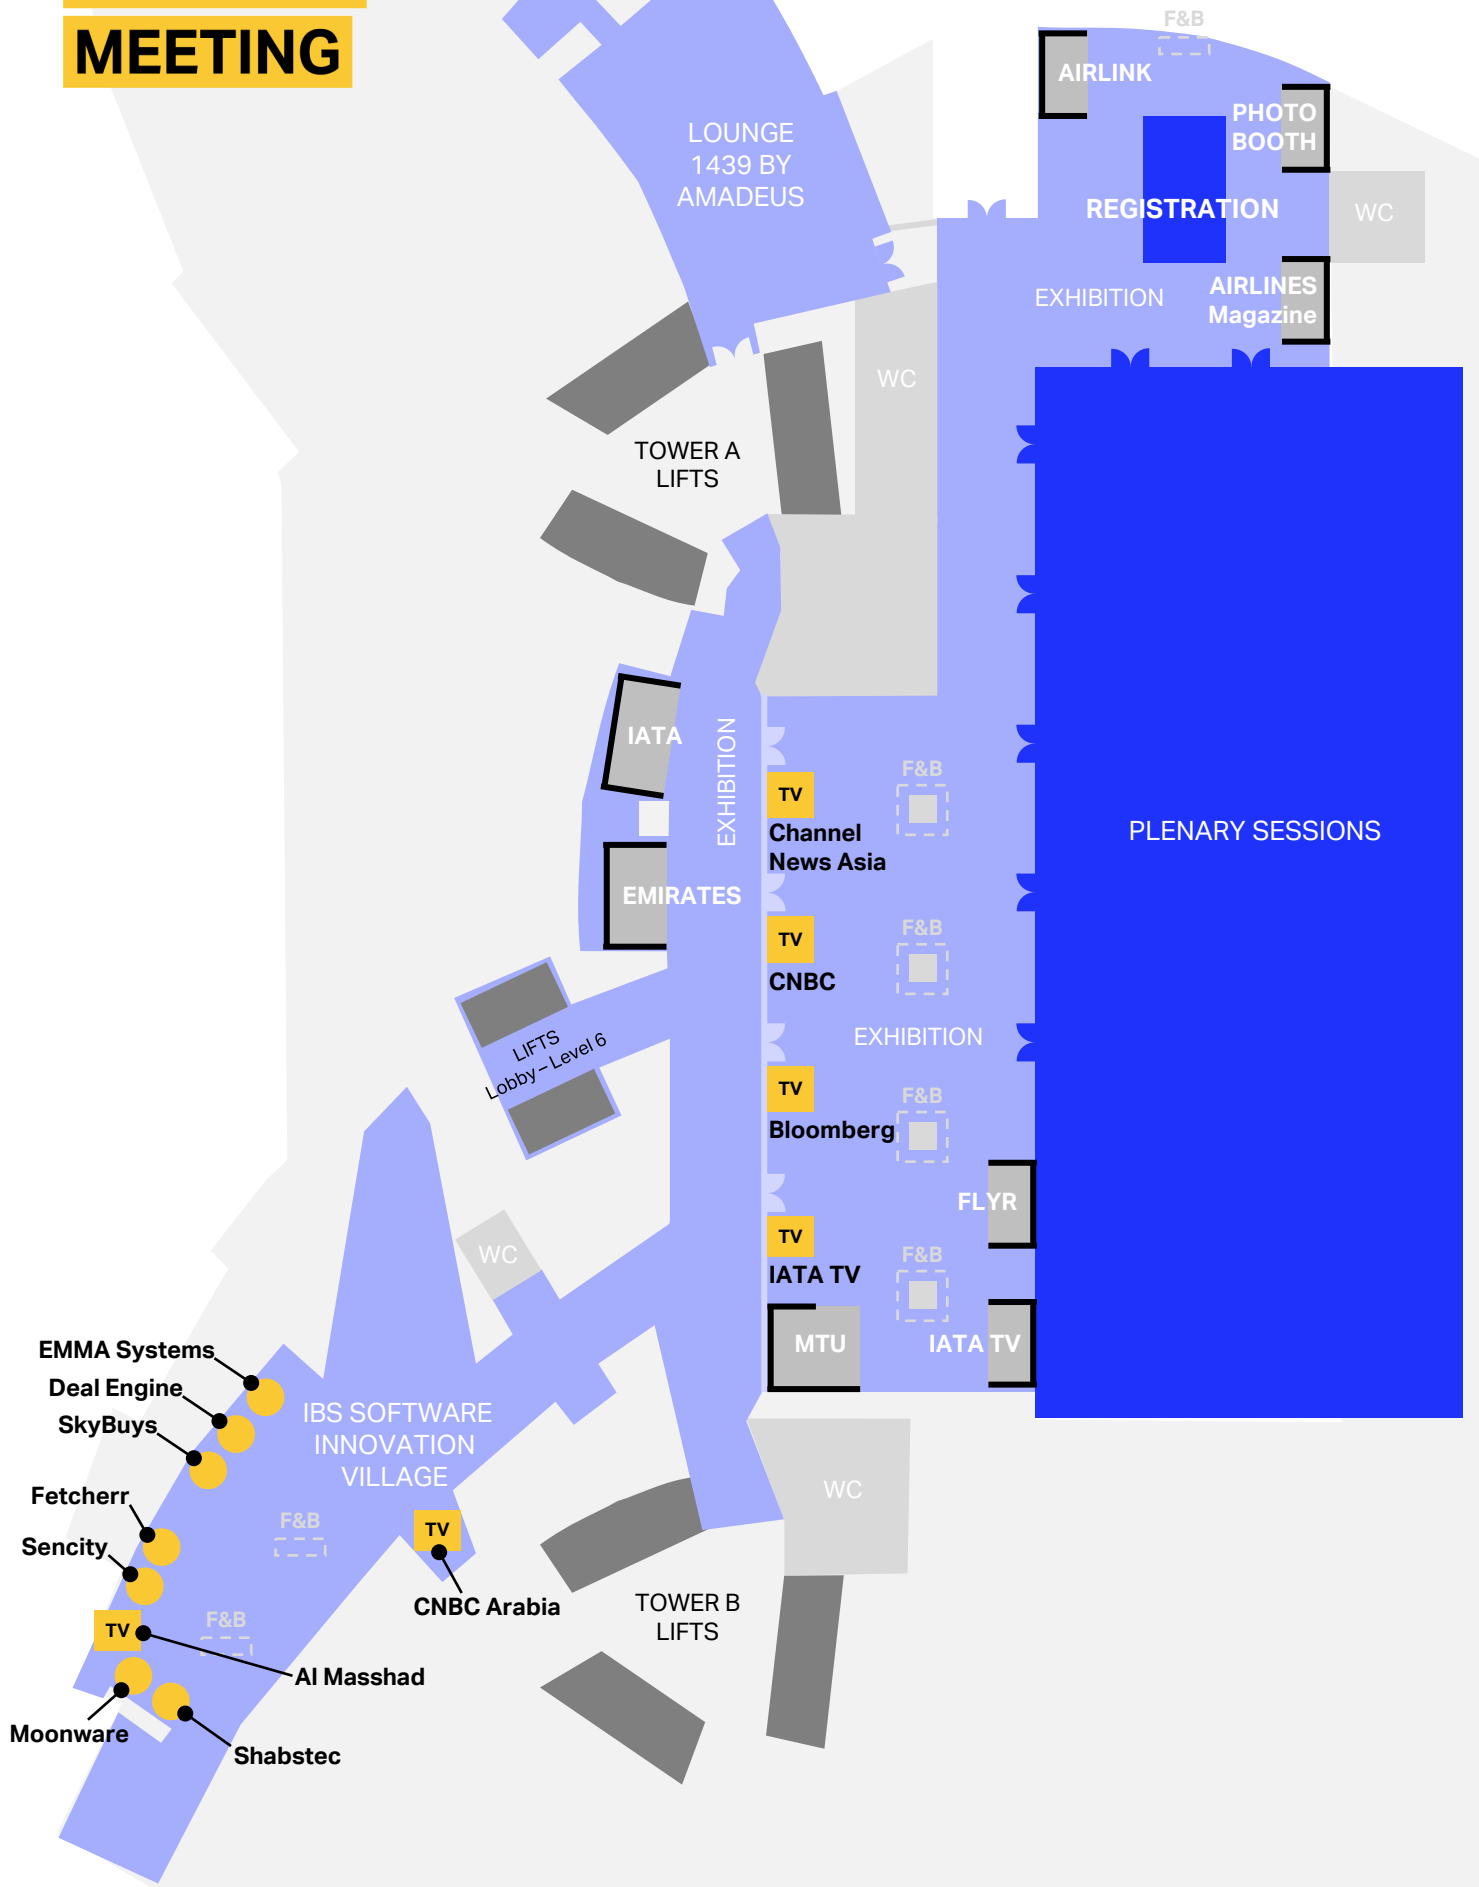 MEETING
F&B
AIRLINK
PHOTO
BOOTH
LOUNGE
1439 BY
AMADEUS
REGISTRATION
WC
EXHIBITION
AIRLINES
Magazine
WC
TOWER A
LIFTS
IATA
EXHIBITION
EMIRATES
TV
Channel
News Asia
F&B
PLENARY SESSIONS
TV
CNBC
F&B
EXHIBITION
LIFTS
Lobby – Level 6
TV
Bloomberg
F&B
FLYR
WC
TV
IATA TV
F&B
MTU
IATA TV
EMMA Systems
Deal Engine
SkyBuys
IBS SOFTWARE
INNOVATION
VILLAGE
Fetcherr
Sencity
F&B
TV
CNBC Arabia
WC
TOWER B
LIFTS
F&B
TV
Al Masshad
Moonware
Shabstec